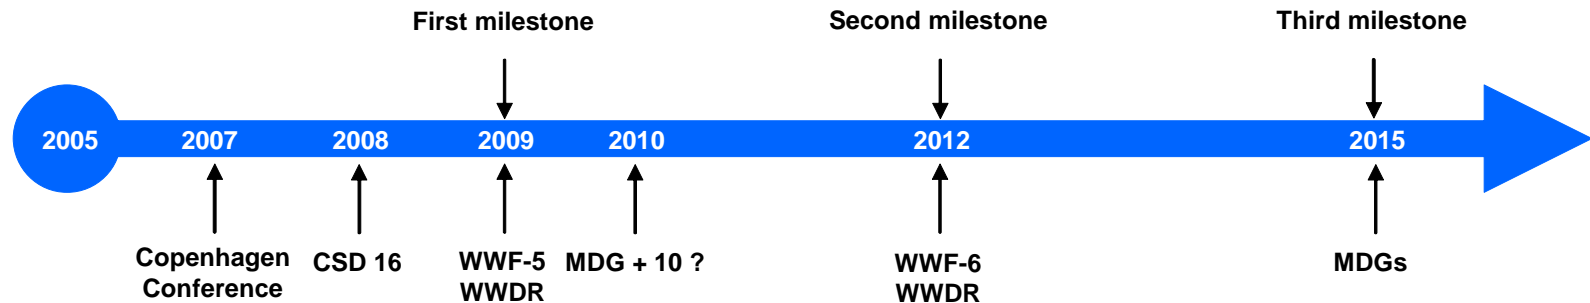 First milestone
Second milestone
Third milestone
2005
2007
2008
2009
2010
2012
2015
Copenhagen
Conference
CSD 16
WWF-5
WWDR
MDG + 10 ?
WWF-6
WWDR
MDGs